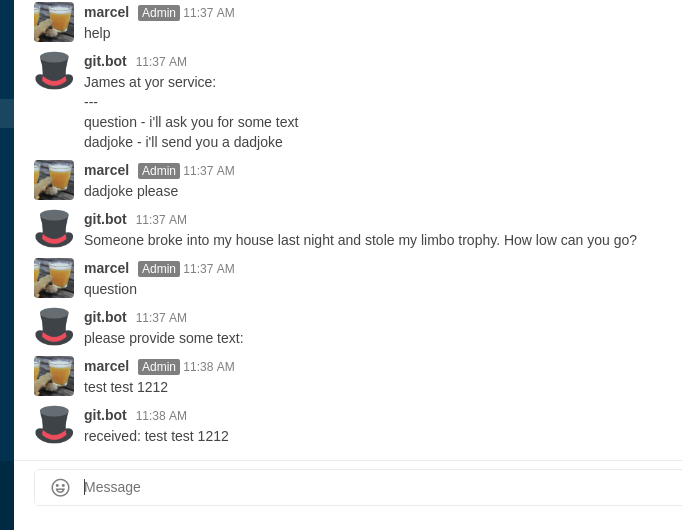 marcel Admin 11:37 AM
help
git.bot 11:37 AM
James at yor service:
---
question - i'll ask you for some text
dadjoke - i'll send you a dadjoke
marcel Admin 11:37 AM
dadjoke please
git.bot 11:37 AM
Someone broke into my house last night and stole my limbo trophy. How low can you go?
marcel Admin 11:37 AM
question
git.bot 11:37 AM
please provide some text:
marcel Admin 11:38 AM
test test 1212
git.bot 11:38 AM
received: test test 1212
Message